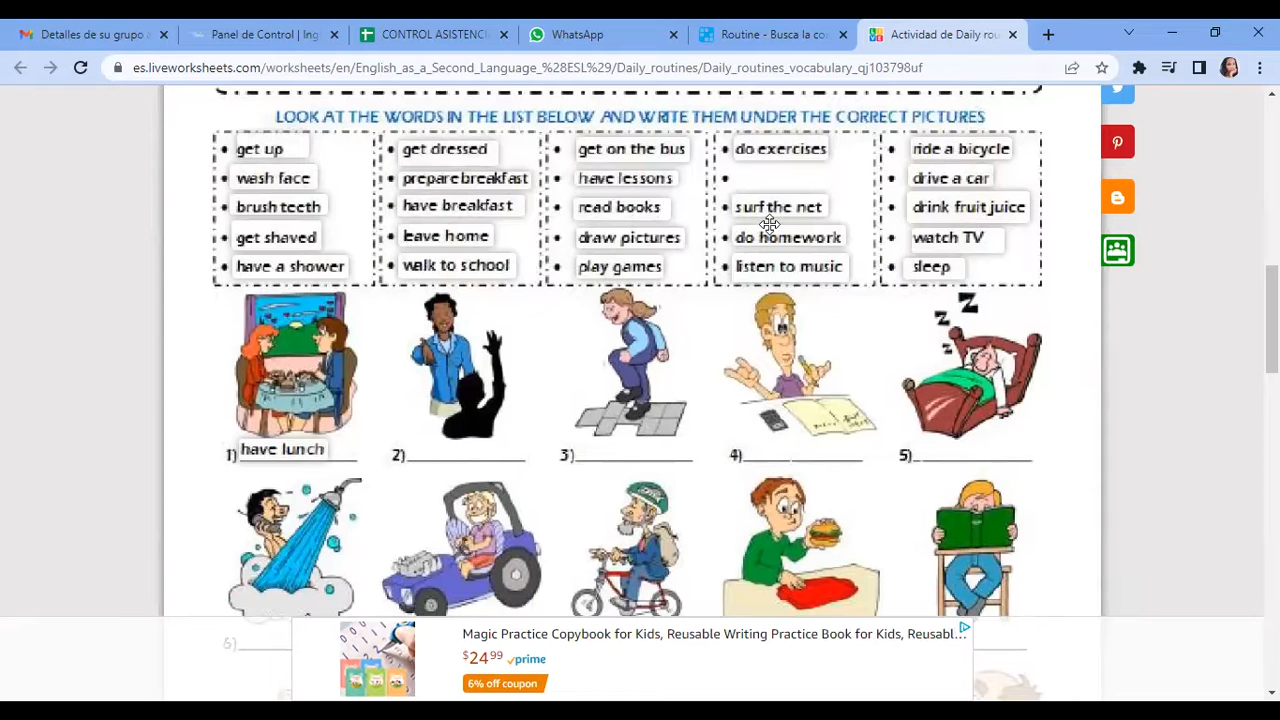 Detalles de su grupo a
Panel de Control | Ing
CONTROL ASISTENCI
WhatsApp
Routine - Busca la co
Actividad de Daily rou
es.liveworksheets.com/worksheets/en/English_as_a_Second_Language_%28ESL%29/Daily_routines/Daily_routines_vocabulary_qj103798uf
LOOK AT THE WORDS IN THE LIST BELOW AND WRITE THEM UNDER THE CORRECT PICTURES
• get up
• wash face
• brush teeth
• get shaved
• have a shower
• get dressed
• prepare breakfast
• have breakfast
• leave home
• walk to school
• get on the bus
• have lessons
• read books
• draw pictures
• play games
• do exercises
•
• surf the net
• do homework
• listen to music
• ride a bicycle
• drive a car
• drink fruit juice
• watch TV
• sleep
z z Z
1) have lunch
2)
3)
4)
5)
6)
Magic Practice Copybook for Kids, Reusable Writing Practice Book for Kids, Reusabl...
$24.99 prime
6% off coupon